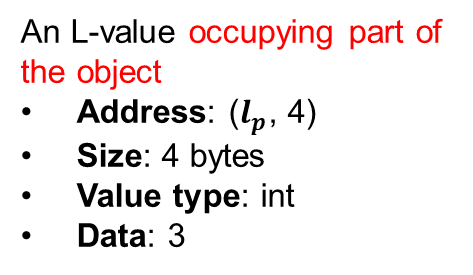 An L-value occupying part of
the object
• Address: (lₚ, 4)
• Size: 4 bytes
• Value type: int
• Data: 3